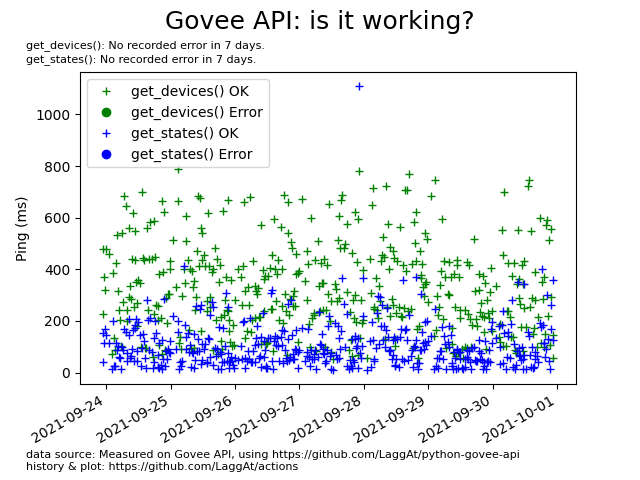 Govee API: is it working?
get_devices(): No recorded error in 7 days.
get_states(): No recorded error in 7 days.
get_devices() OK
get_devices() Error
get_states() OK
get_states() Error
Ping (ms)
1000
800
600
400
200
0
2021-09-24
2021-09-25
2021-09-26
2021-09-27
2021-09-28
2021-09-29
2021-09-30
2021-10-01
data source: Measured on Govee API, using https://github.com/LaggAt/python-govee-api
history & plot: https://github.com/LaggAt/actions